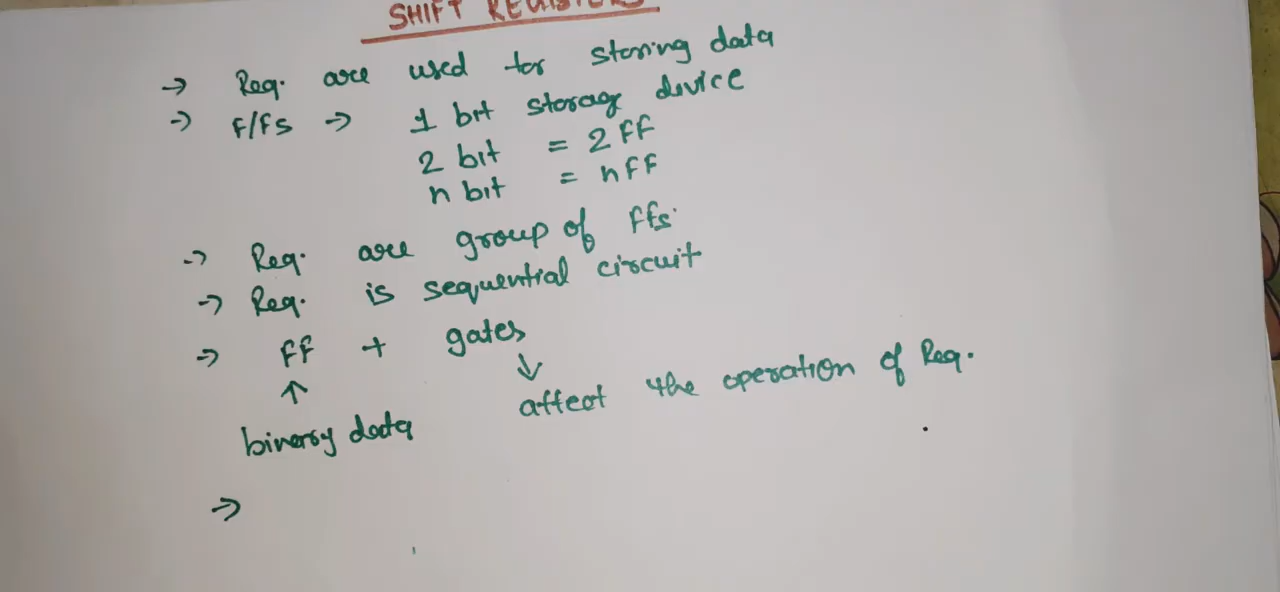 SHIFT REGISTERS
→ Reg. are used for storing data
→ F/Fs → 1 bit storage device
2 bit = 2 FF
n bit = n FF
→ Reg. are group of FFs.
→ Reg. is sequential circuit
→ FF + gates
↑ ↓
binary data affect the operation of Reg.
→